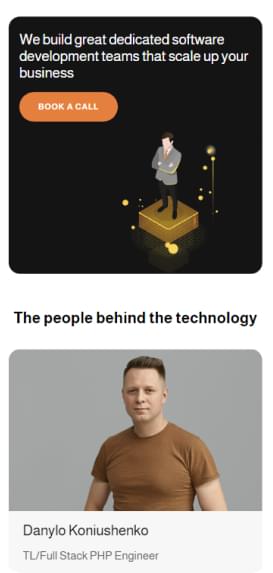 We build great dedicated software
development teams that scale up your
business
BOOK A CALL
The people behind the technology
Danylo Koniushenko
TL/Full Stack PHP Engineer